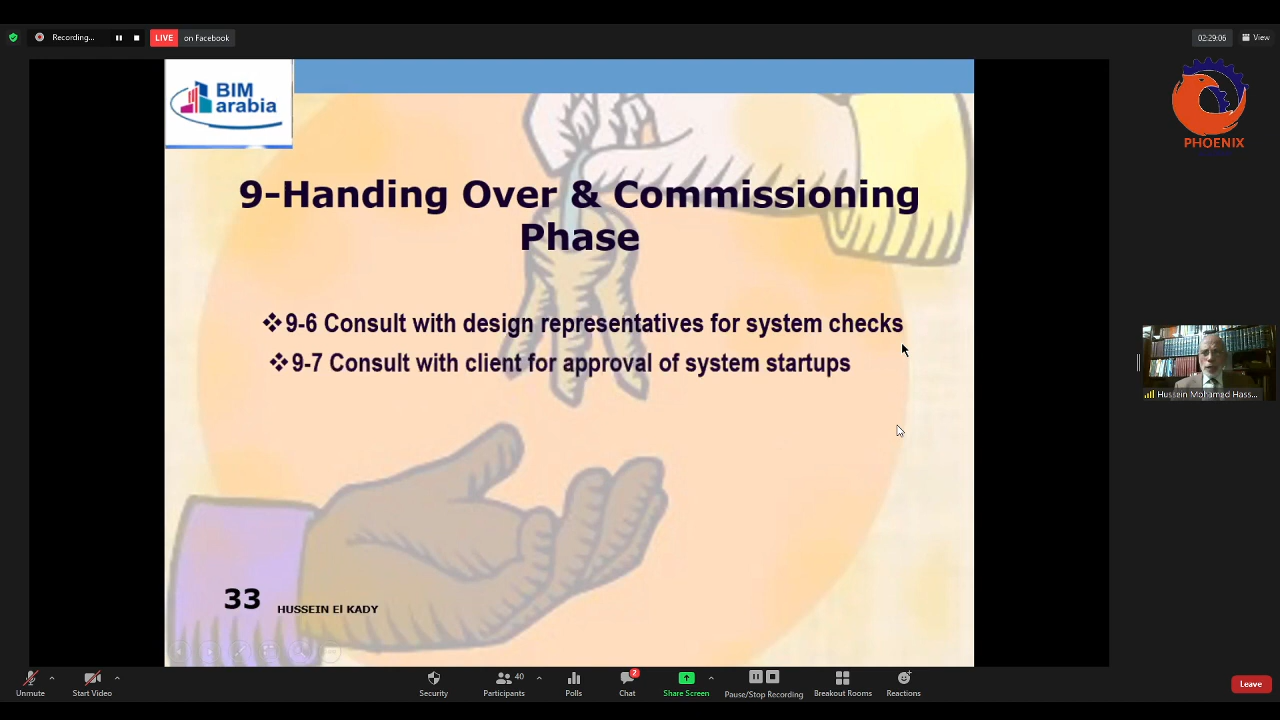 Recording...
LIVE
on Facebook
02:29:06
View
BIM
arabia
PHOENIX
9-Handing Over & Commissioning
Phase
❖9-6 Consult with design representatives for system checks
❖9-7 Consult with client for approval of system startups
Hussein Mohamed Hass...
33
HUSSEIN El KADY
Unmute
Start Video
Security
Participants
40
Polls
Chat
2
Share Screen
Pause/Stop Recording
Breakout Rooms
Reactions
Leave